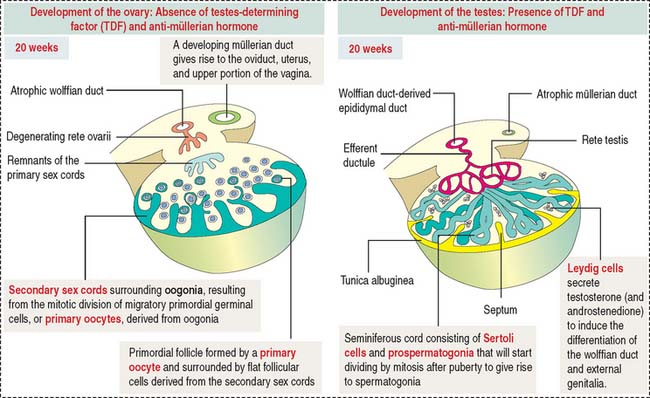 Development of the ovary: Absence of testes-determining
factor (TDF) and anti-müllerian hormone
20 weeks
A developing müllerian duct
gives rise to the oviduct, uterus,
and upper portion of the vagina.
Atrophic wolffian duct
Degenerating rete ovarii
Remnants of the
primary sex cords
Secondary sex cords surrounding oogonia, resulting
from the mitotic division of migratory primordial germinal
cells, or primary oocytes, derived from oogonia
Primordial follicle formed by a primary
oocyte and surrounded by flat follicular
cells derived from the secondary sex cords
Development of the testes: Presence of TDF and
anti-müllerian hormone
20 weeks
Wolffian duct-derived
epididymal duct
Atrophic müllerian duct
Efferent
ductule
Rete testis
Tunica albuginea
Septum
Leydig cells
secrete
testosterone (and
androstenedione)
to induce the
differentiation of
the wolffian duct
and external
genitalia.
Seminiferous cord consisting of Sertoli
cells and prospermatogonia that will start
dividing by mitosis after puberty to give rise
to spermatogonia